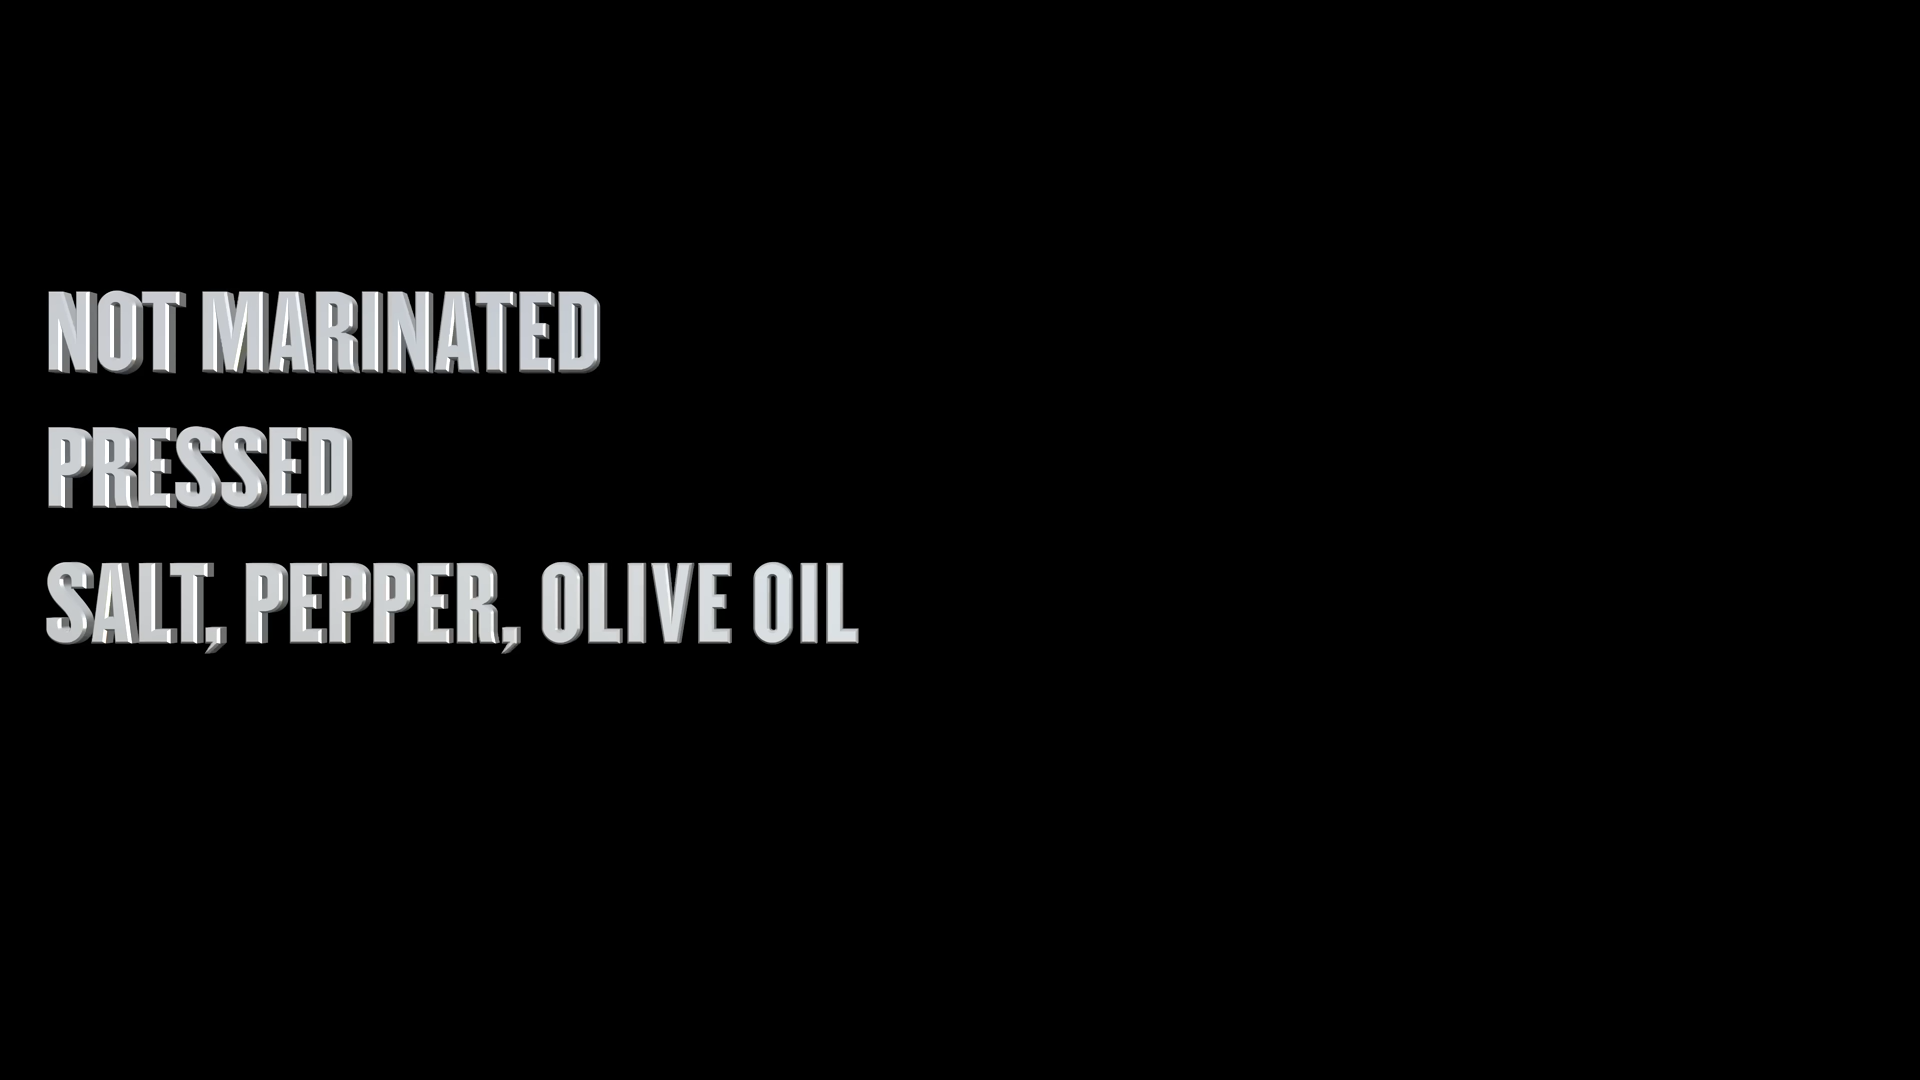 NOT MARINATED
PRESSED
SALT, PEPPER, OLIVE OIL